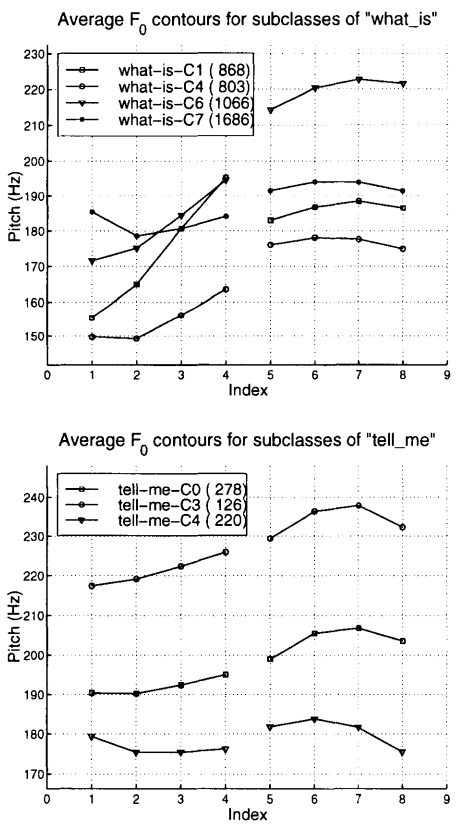 Average F0 contours for subclasses of "what_is"
230
220
210
200
190
180
170
160
150
Pitch (Hz)
what-is-C1 ( 868)
what-is-C4 ( 803)
what-is-C6 (1066)
what-is-C7 (1686)
0 1 2 3 4 5 6 7 8 9
Index
Average F0 contours for subclasses of "tell_me"
240
230
220
210
200
190
180
170
Pitch (Hz)
tell-me-C0 ( 278)
tell-me-C3 ( 126)
tell-me-C4 ( 220)
0 1 2 3 4 5 6 7 8 9
Index